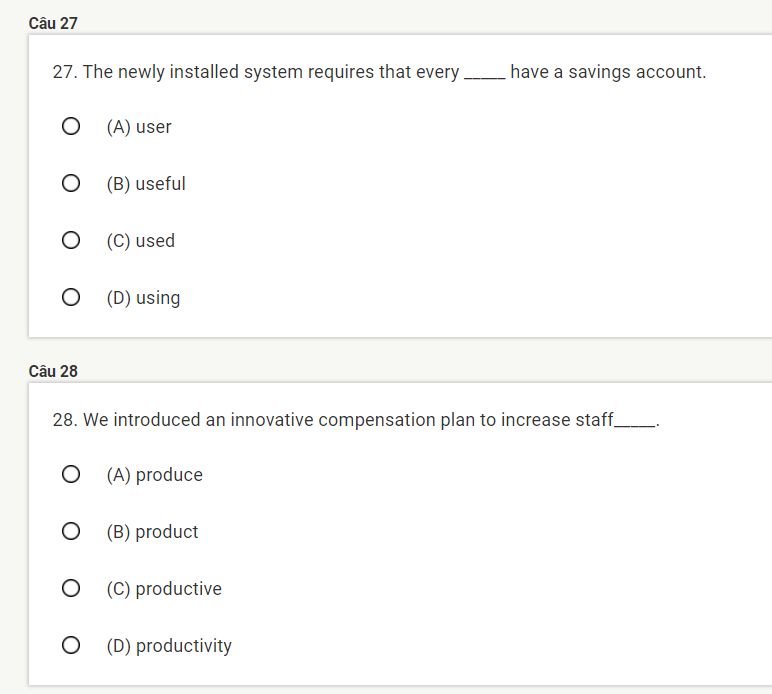 Câu 27
27. The newly installed system requires that every _____ have a savings account.
(A) user
(B) useful
(C) used
(D) using
Câu 28
28. We introduced an innovative compensation plan to increase staff_____.
(A) produce
(B) product
(C) productive
(D) productivity